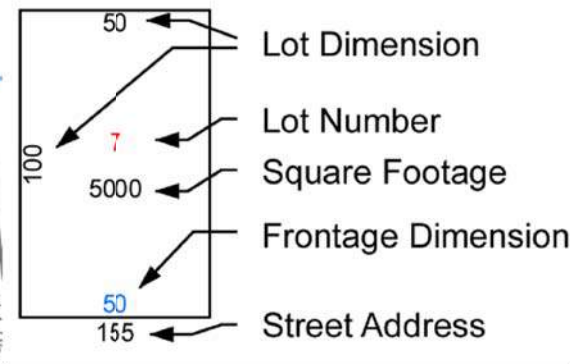 50
Lot Dimension
100
7
Lot Number
5000
Square Footage
Frontage Dimension
50
155
Street Address